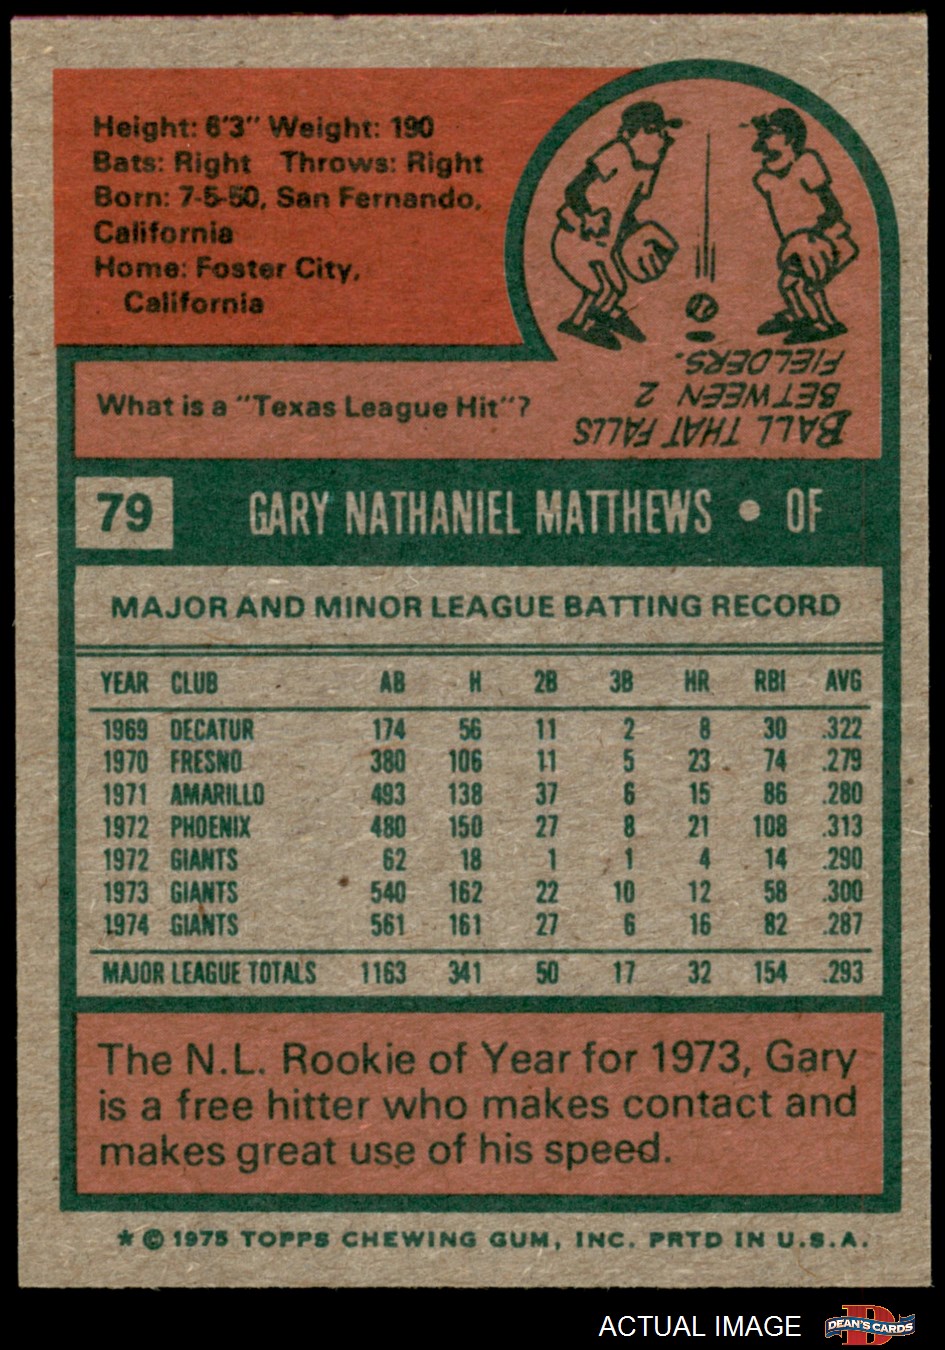 Height: 6'3" Weight: 190
Bats: Right Throws: Right
Born: 7-5-50, San Fernando,
California
Home: Foster City,
California
What is a "Texas League Hit"?
BALL THAT FALLS
BETWEEN 2
FIELDERS.
79 GARY NATHANIEL MATTHEWS • OF
MAJOR AND MINOR LEAGUE BATTING RECORD
YEAR CLUB AB H 2B 3B HR RBI AVG
1969 DECATUR 174 56 11 2 8 30 .322
1970 FRESNO 380 106 11 5 23 74 .279
1971 AMARILLO 493 138 37 6 15 86 .280
1972 PHOENIX 480 150 27 8 21 108 .313
1972 GIANTS 62 18 1 1 4 14 .290
1973 GIANTS 540 162 22 10 12 58 .300
1974 GIANTS 561 161 27 6 16 82 .287
MAJOR LEAGUE TOTALS 1163 341 50 17 32 154 .293
The N.L. Rookie of Year for 1973, Gary
is a free hitter who makes contact and
makes great use of his speed.
* © 1975 TOPPS CHEWING GUM, INC. PRTD IN U.S.A.
ACTUAL IMAGE D DEAN'S CARDS